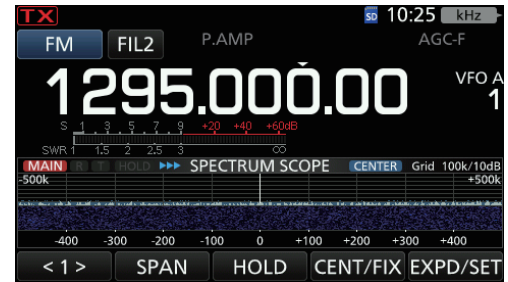 TX SD 10:25 kHz
FM FIL2 P.AMP AGC-F
1295.000.00 VFO A
1
S 1 3 5 7 9 +20 +40 +60dB
SWR 1 1.5 2 2.5 3 ∞
MAIN R T HOLD SPECTRUM SCOPE CENTER Grid 100k/10dB
-500k +500k
-400 -300 -200 -100 0 +100 +200 +300 +400
< 1 > SPAN HOLD CENT/FIX EXPD/SET